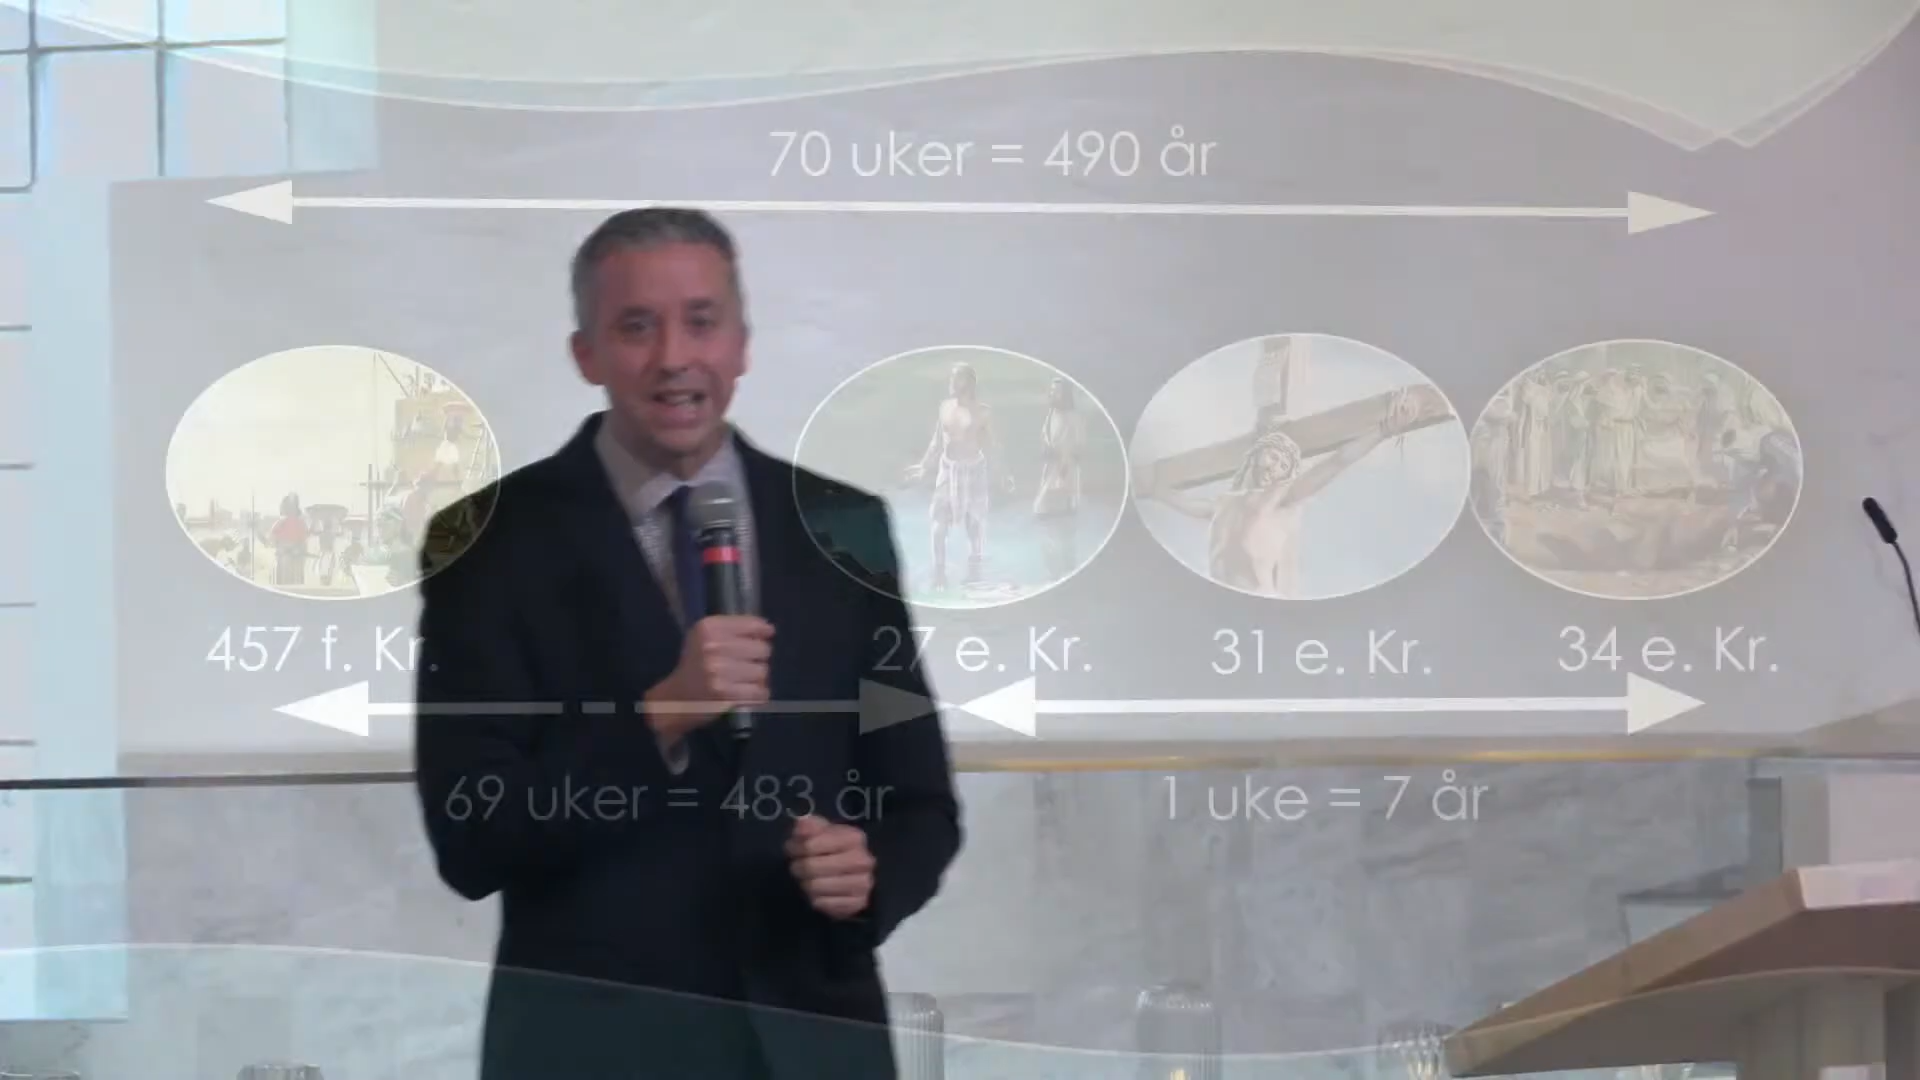 70 uker = 490 år
457 f. Kr.
27 e. Kr.
31 e. Kr.
34 e. Kr.
69 uker = 483 år
1 uke = 7 år